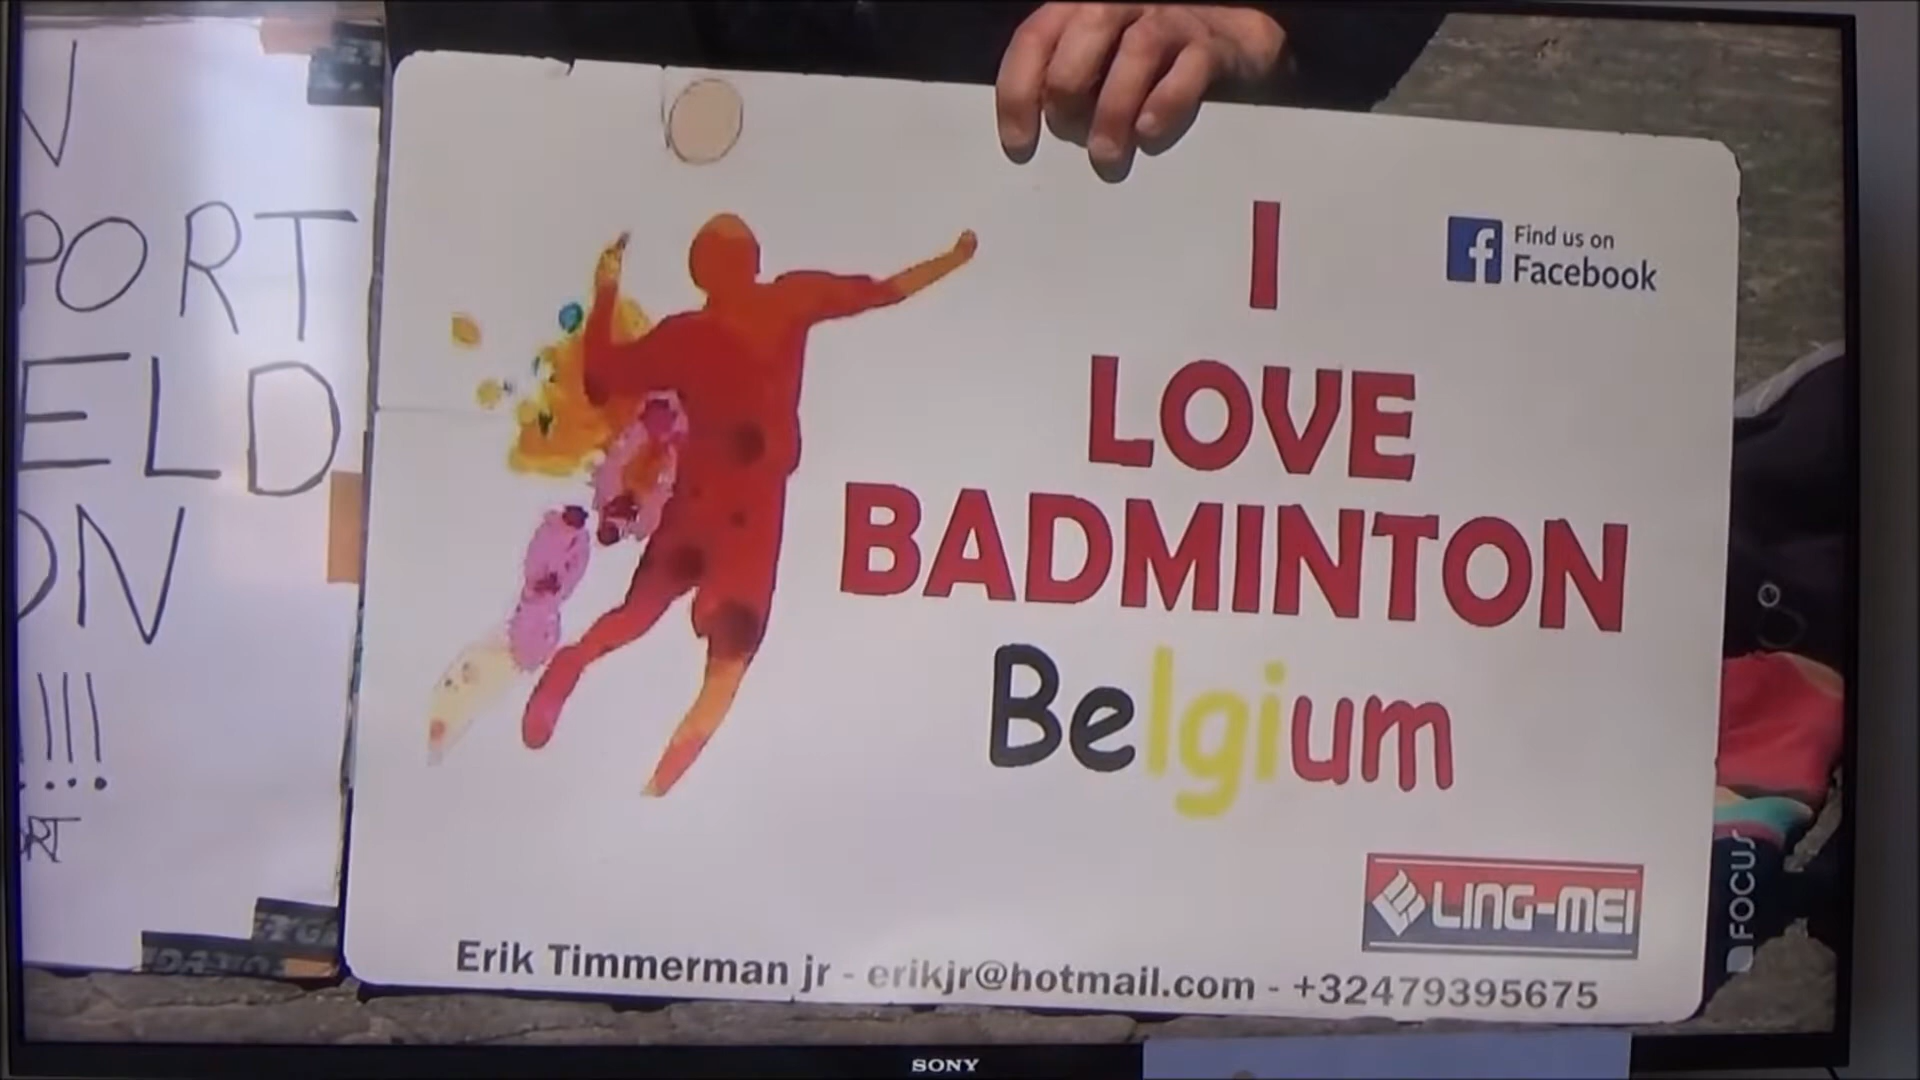 PORT
ELD
ON
!!!
I
LOVE
BADMINTON
Belgium
Find us on
Facebook
LING-MEI
Erik Timmerman jr - erikjr@hotmail.com - +32479395675
FOCUS
SONY